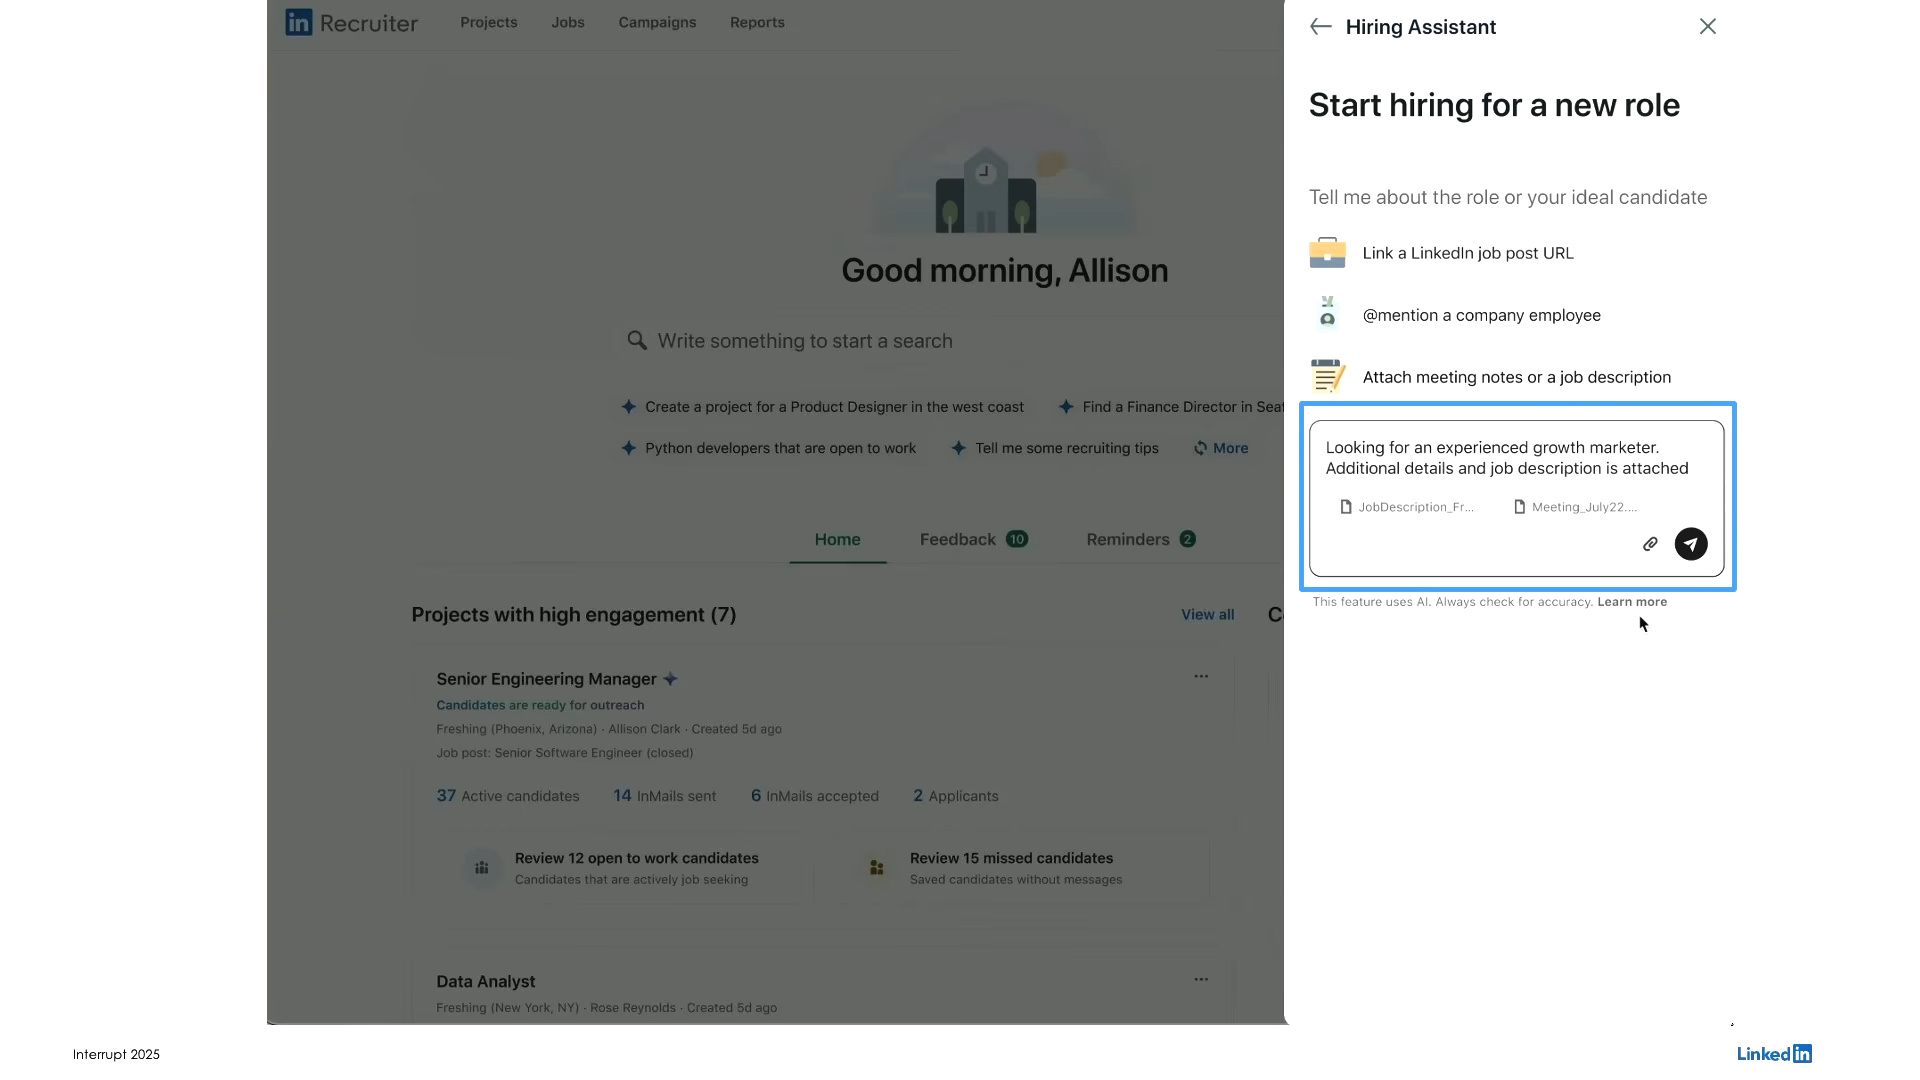 in Recruiter
Projects
Jobs
Campaigns
Reports
Good morning, Allison
Write something to start a search
Create a project for a Product Designer in the west coast
Find a Finance Director in Sea
Python developers that are open to work
Tell me some recruiting tips
More
Home
Feedback 10
Reminders 2
Projects with high engagement (7)
View all
Senior Engineering Manager
Candidates are ready for outreach
Freshing (Phoenix, Arizona) · Allison Clark · Created 5d ago
Job post: Senior Software Engineer (closed)
37 Active candidates
14 InMails sent
6 InMails accepted
2 Applicants
Review 12 open to work candidates
Candidates that are actively job seeking
Review 15 missed candidates
Saved candidates without messages
Data Analyst
Freshing (New York, NY) · Rose Reynolds · Created 5d ago
Hiring Assistant
Start hiring for a new role
Tell me about the role or your ideal candidate
Link a LinkedIn job post URL
@mention a company employee
Attach meeting notes or a job description
Looking for an experienced growth marketer.
Additional details and job description is attached
JobDescription_Fr...
Meeting_July22....
This feature uses AI. Always check for accuracy. Learn more
Interrupt 2025
LinkedIn